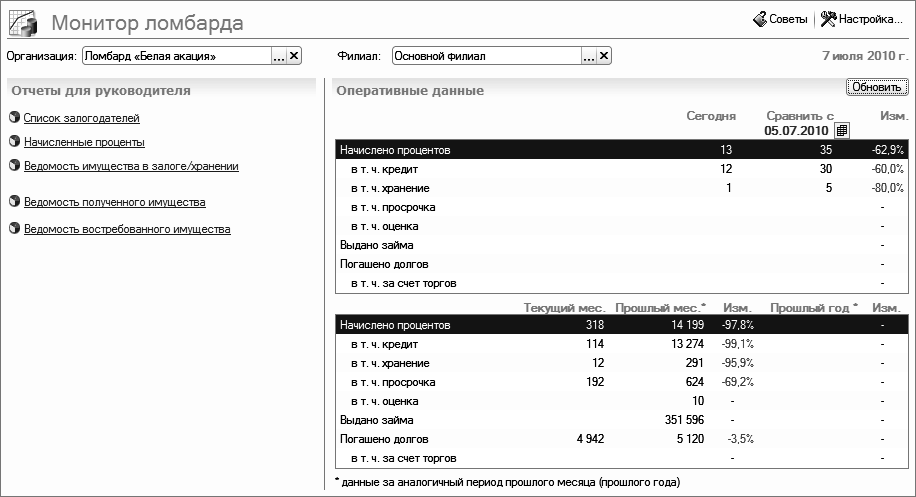 Монитор ломбарда
Советы Настройка...
Организация: Ломбард «Белая акация» ... Филиал: Основной филиал ... 7 июля 2010 г.
Отчеты для руководителя
Список залогодателей
Начисленные проценты
Ведомость имущества в залоге/хранении
Ведомость полученного имущества
Ведомость востребованного имущества
Оперативные данные Обновить
Сегодня Сравнить с Изм.
05.07.2010
Начислено процентов 13 35 -62,9%
в т. ч. кредит 12 30 -60,0%
в т. ч. хранение 1 5 -80,0%
в т. ч. просрочка -
в т. ч. оценка -
Выдано займа -
Погашено долгов -
в т. ч. за счет торгов -
Текущий мес. Прошлый мес.* Изм. Прошлый год * Изм.
Начислено процентов 318 14 199 -97,8% -
в т. ч. кредит 114 13 274 -99,1% -
в т. ч. хранение 12 291 -95,9% -
в т. ч. просрочка 192 624 -69,2% -
в т. ч. оценка 10 - -
Выдано займа 351 596 - -
Погашено долгов 4 942 5 120 -3,5% -
в т. ч. за счет торгов - -
* данные за аналогичный период прошлого месяца (прошлого года)